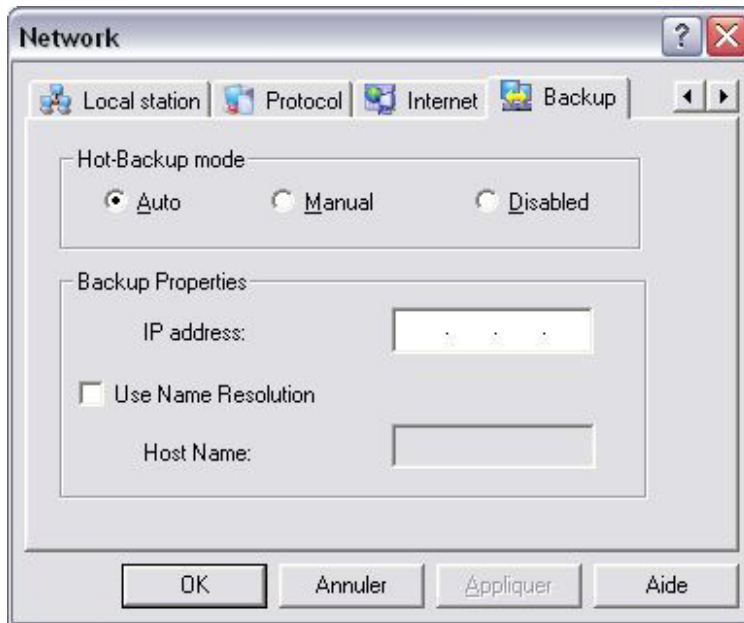 Network
Local station Protocol Internet Backup
Hot-Backup mode
Auto Manual Disabled
Backup Properties
IP address: . . .
Use Name Resolution
Host Name:
OK Annuler Appliquer Aide